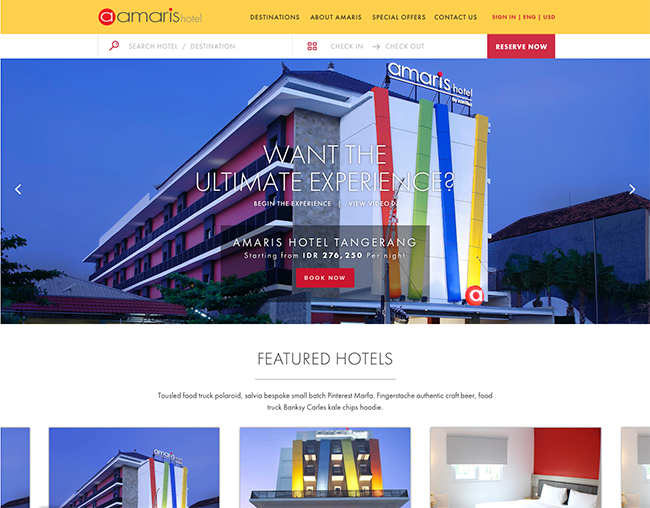 amaris hotel
DESTINATIONS ABOUT AMARIS SPECIAL OFFERS CONTACT US SIGN IN | ENG | USD
SEARCH HOTEL / DESTINATION CHECK IN CHECK OUT RESERVE NOW
amaris hotel
WANT THE
ULTIMATE EXPERIENCE?
BEGIN THE EXPERIENCE | VIEW VIDEO
AMARIS HOTEL TANGERANG
Starting from IDR 276,250 Per night
BOOK NOW
a
FEATURED HOTELS
Tousled food truck polaroid, salvia bespoke small batch Pinterest Marfa. Fingerstache authentic craft beer, food
truck Banksy Carles kale chips hoodie.